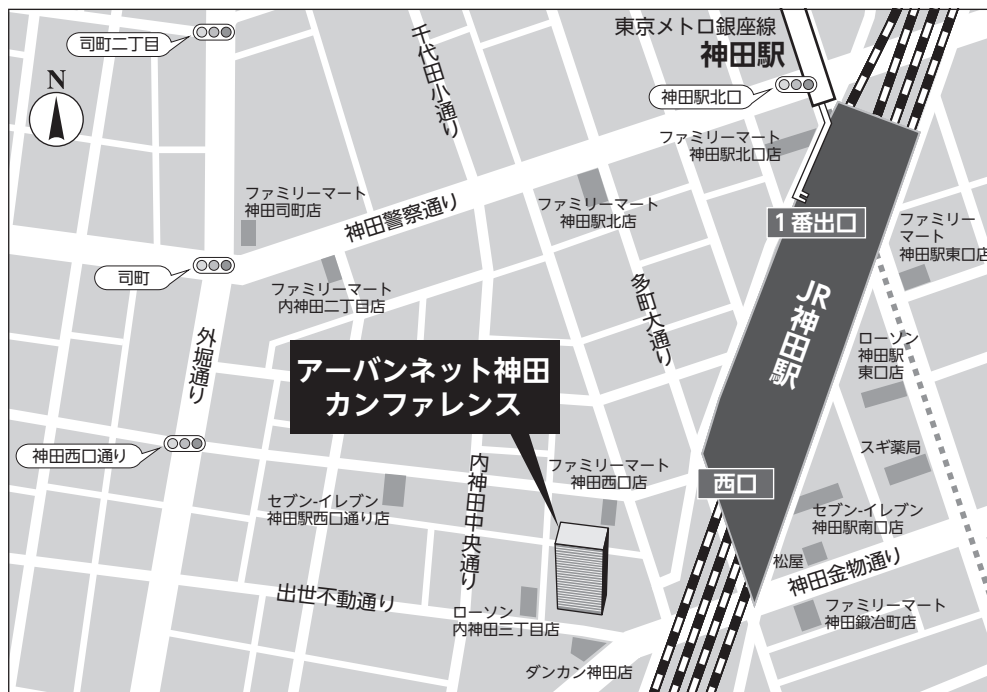 司町二丁目
N
千代田小通り
東京メトロ銀座線
神田駅
神田駅北口
ファミリーマート
神田駅北口店
ファミリーマート
神田司町店
神田警察通り
ファミリーマート
神田駅北店
1番出口
ファミリー
マート
神田駅東口店
司町
ファミリーマート
内神田二丁目店
多町大通り
JR神田駅
外堀通り
ローソン
神田駅
東口店
アーバンネット神田
カンファレンス
神田西口通り
スギ薬局
内神田中央通り
ファミリーマート
神田西口店
西口
セブン-イレブン
神田駅西口通り店
セブン-イレブン
神田駅南口店
松屋
神田金物通り
出世不動通り
ローソン
内神田三丁目店
ファミリーマート
神田鍛冶町店
ダンカン神田店